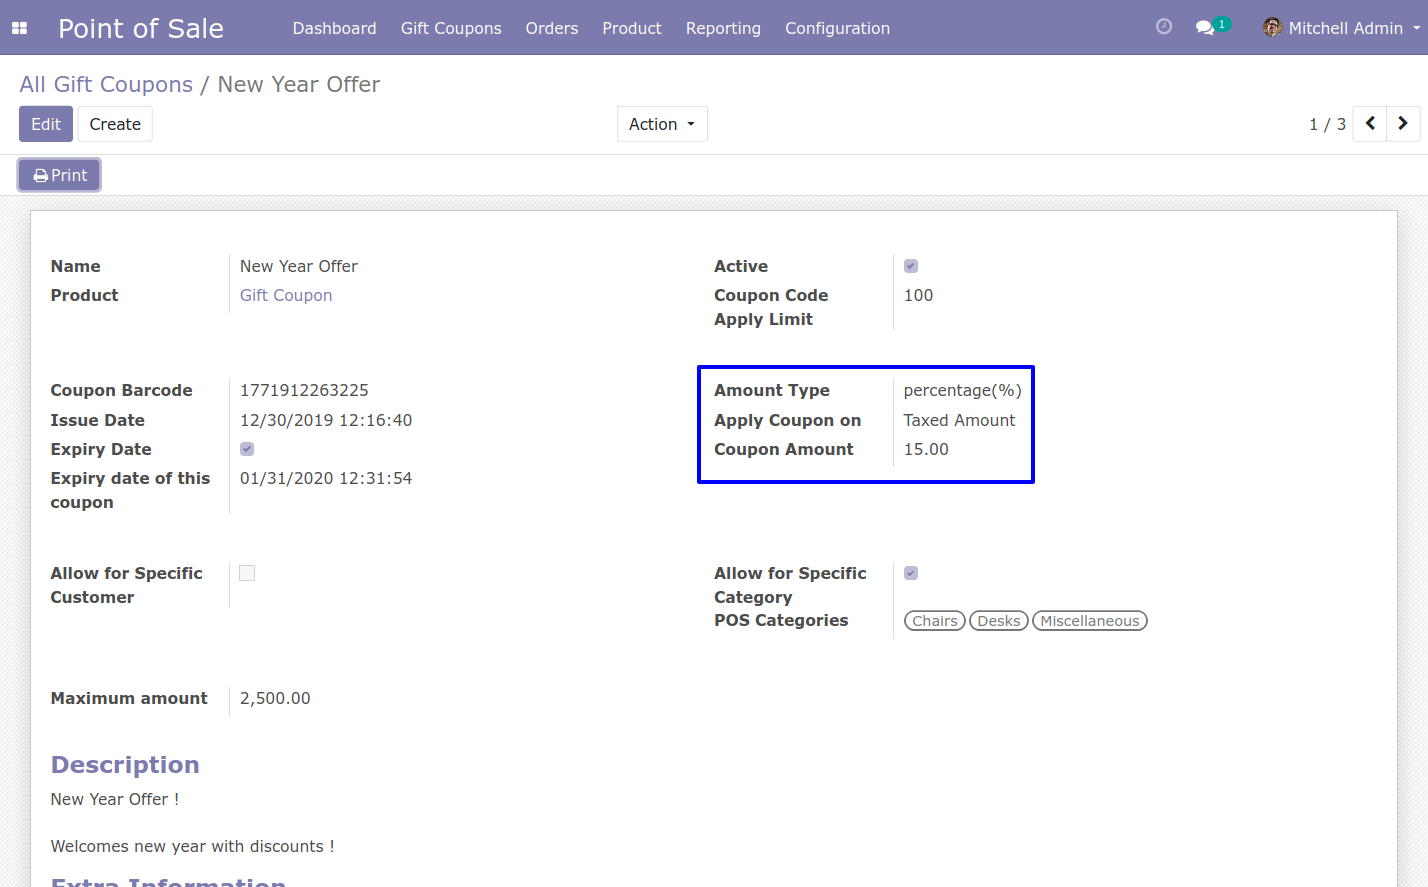 Point of Sale
Dashboard
Gift Coupons
Orders
Product
Reporting
Configuration
1
Mitchell Admin
All Gift Coupons / New Year Offer
Edit
Create
Action
1 / 3
Print
Name
New Year Offer
Product
Gift Coupon
Active
Coupon Code
Apply Limit
100
Coupon Barcode
1771912263225
Issue Date
12/30/2019 12:16:40
Expiry Date
Expiry date of this
coupon
01/31/2020 12:31:54
Amount Type
percentage(%)
Apply Coupon on
Taxed Amount
Coupon Amount
15.00
Allow for Specific
Customer
Allow for Specific
Category
POS Categories
Chairs
Desks
Miscellaneous
Maximum amount
2,500.00
Description
New Year Offer !
Welcomes new year with discounts !
Extra Information